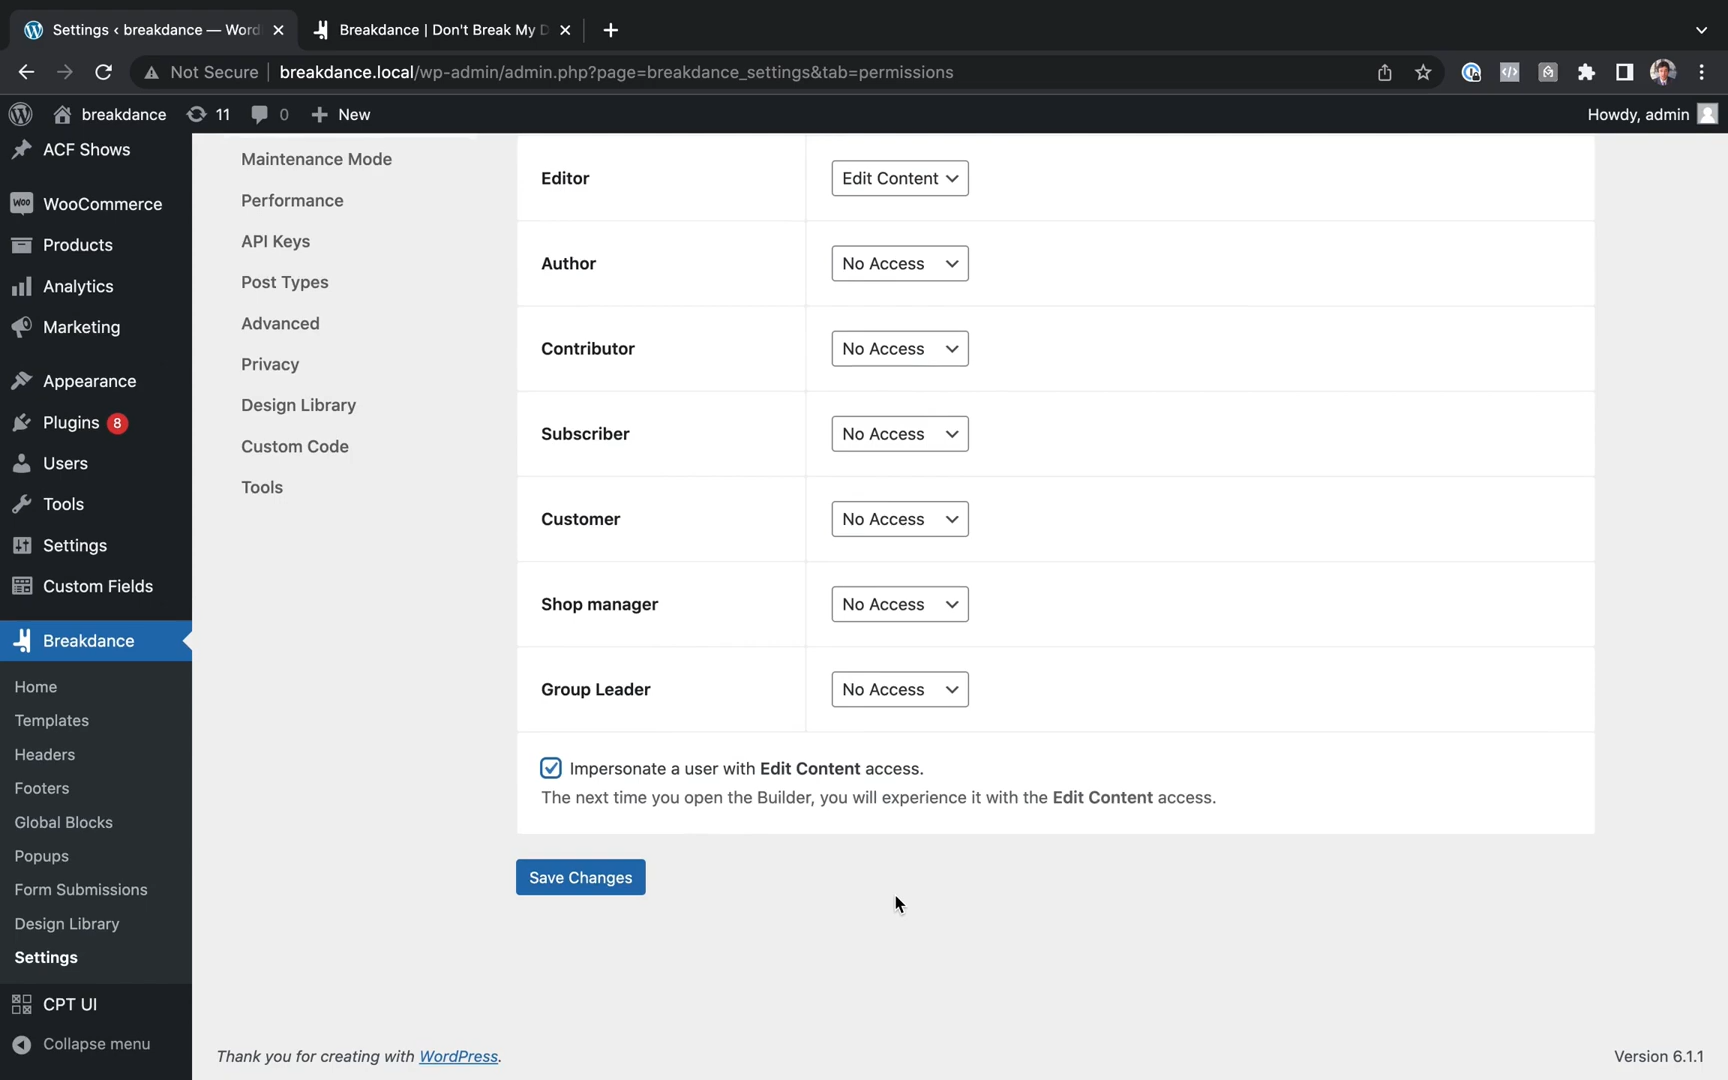 Settings ‹ breakdance — Word
Breakdance | Don't Break My D
Not Secure
breakdance.local/wp-admin/admin.php?page=breakdance_settings&tab=permissions
breakdance
11
0
New
Howdy, admin
ACF Shows
WooCommerce
Products
Analytics
Marketing
Appearance
Plugins 8
Users
Tools
Settings
Custom Fields
Breakdance
Home
Templates
Headers
Footers
Global Blocks
Popups
Form Submissions
Design Library
Settings
CPT UI
Collapse menu
Maintenance Mode
Performance
API Keys
Post Types
Advanced
Privacy
Design Library
Custom Code
Tools
Editor
Edit Content
Author
No Access
Contributor
No Access
Subscriber
No Access
Customer
No Access
Shop manager
No Access
Group Leader
No Access
Impersonate a user with Edit Content access.
The next time you open the Builder, you will experience it with the Edit Content access.
Save Changes
Thank you for creating with WordPress.
Version 6.1.1